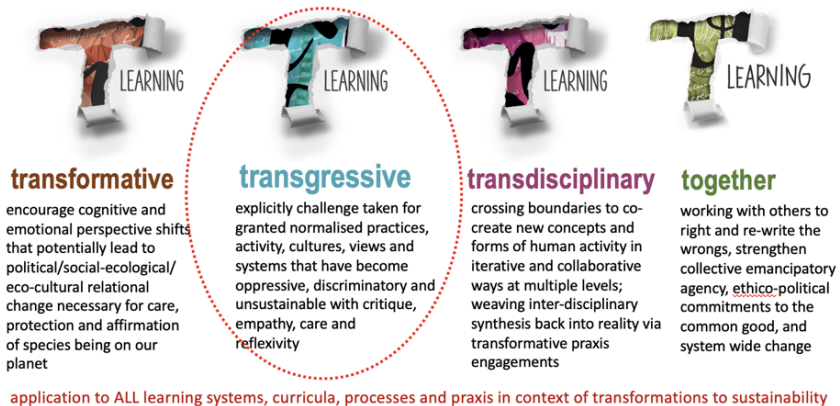 LEARNING
LEARNING
LEARNING
LEARNING
transformative
encourage cognitive and
emotional perspective shifts
that potentially lead to
political/social-ecological/
eco-cultural relational
change necessary for care,
protection and affirmation
of species being on our
planet
transgressive
explicitly challenge taken for
granted normalised practices,
activity, cultures, views and
systems that have become
oppressive, discriminatory and
unsustainable with critique,
empathy, care and
reflexivity
transdisciplinary
crossing boundaries to co-
create new concepts and
forms of human activity in
iterative and collaborative
ways at multiple levels;
weaving inter-disciplinary
synthesis back into reality via
transformative praxis
engagements
together
working with others to
right and re-write the
wrongs, strengthen
collective emancipatory
agency, ethico-political
commitments to the
common good, and
system wide change
application to ALL learning systems, curricula, processes and praxis in context of transformations to sustainability